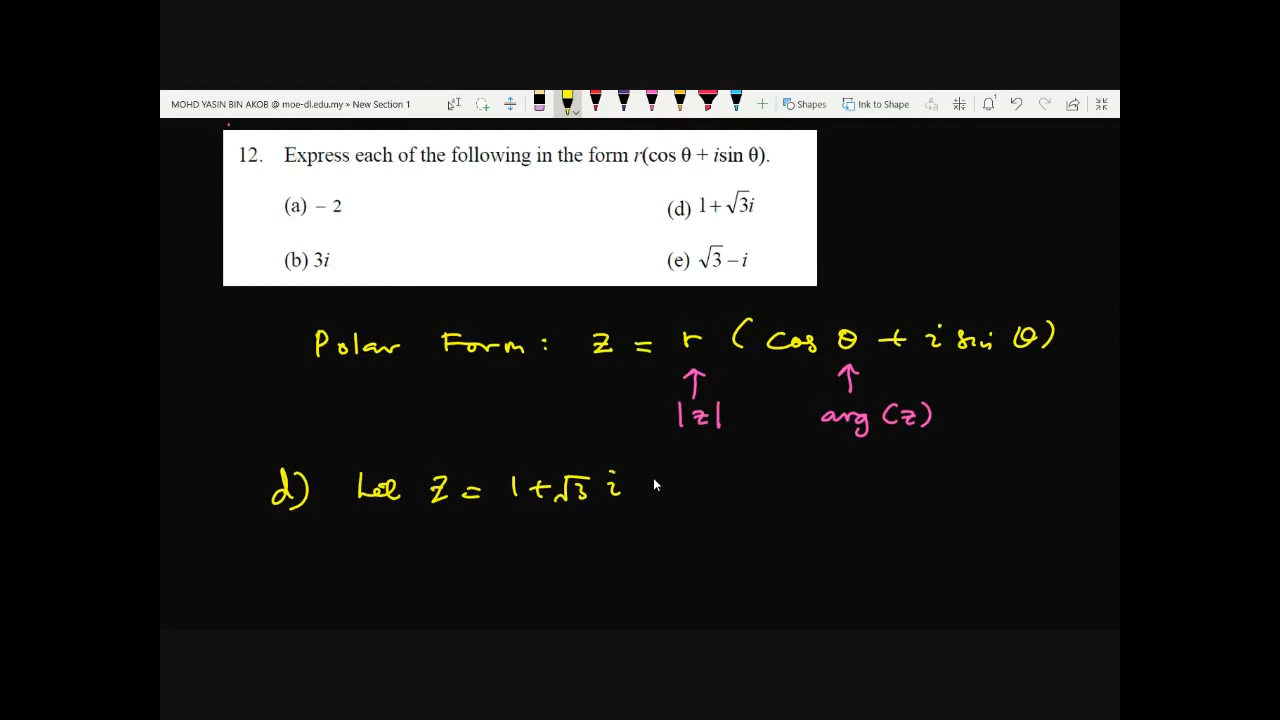 MOHD YASIN BIN AKOB @ moe-dl.edu.my » New Section 1
Shapes
Ink to Shape
12. Express each of the following in the form r(cos θ + isin θ).
(a) – 2
(d) 1+√3i
(b) 3i
(e) √3 – i
Polar Form: z = r (cos θ + i sin θ)
|z|
arg (z)
d) Let z = 1+√3 i